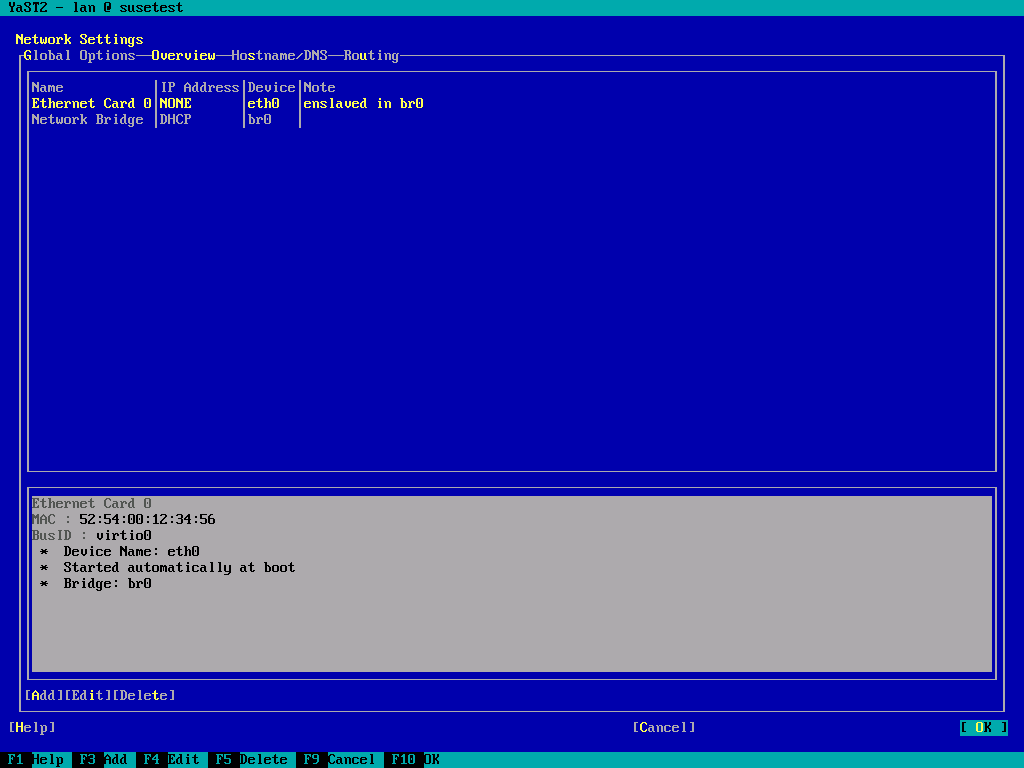 YaST2 - lan @ susetest
Network Settings
Global Options Overview Hostname/DNS Routing
Name IP Address Device Note
Ethernet Card 0 NONE eth0 enslaved in br0
Network Bridge DHCP br0
Ethernet Card 0
MAC : 52:54:00:12:34:56
BusID : virtio0
* Device Name: eth0
* Started automatically at boot
* Bridge: br0
[Add][Edit][Delete]
[Help] [Cancel] [ OK ]
F1 Help F3 Add F4 Edit F5 Delete F9 Cancel F10 OK